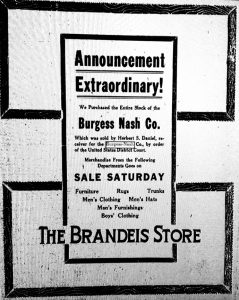 Announcement
Extraordinary!
We Purchased the Entire Stock of the
Burgess Nash Co.
Which was sold by Herbert S. Daniel, re-
ceiver for the Burgess-Nash Co., by order
of the United States District Court.
Merchandise From the Following
Departments Goes on
SALE SATURDAY
Furniture Rugs Trunks
Men's Clothing Men's Hats
Men's Furnishings
Boys' Clothing
THE BRANDEIS STORE